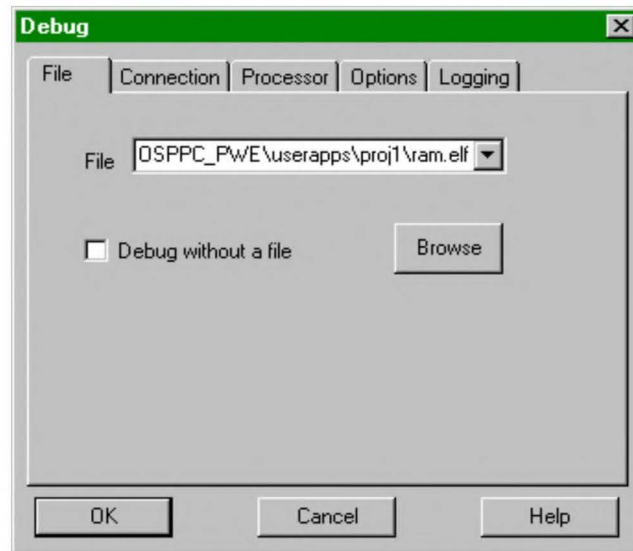 Debug
File Connection Processor Options Logging
File OSPPC_PWE\userapps\proj1\ram.elf
Debug without a file Browse
OK Cancel Help